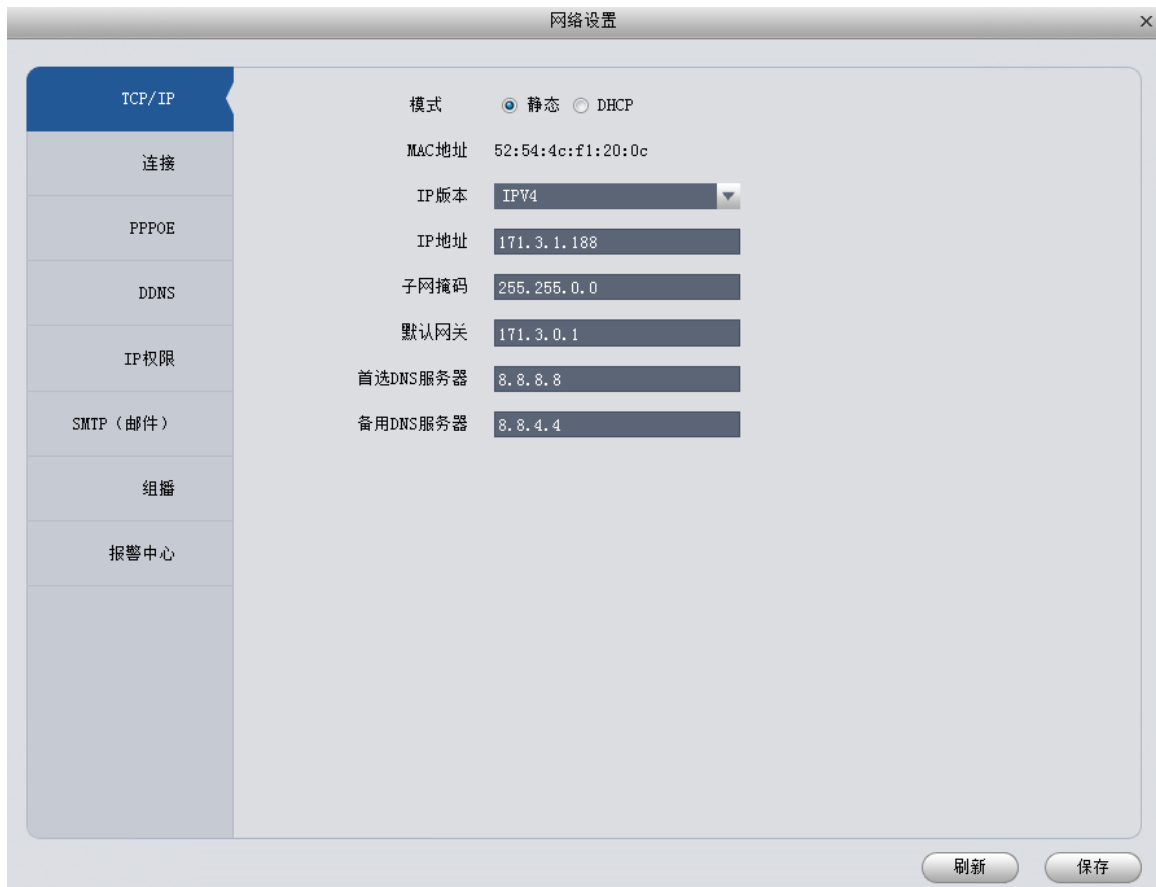 网络设置
TCP/IP
连接
PPPOE
DDNS
IP权限
SMTP（邮件）
组播
报警中心
模式 静态 DHCP
MAC地址 52:54:4c:f1:20:0c
IP版本 IPV4
IP地址 171.3.1.188
子网掩码 255.255.0.0
默认网关 171.3.0.1
首选DNS服务器 8.8.8.8
备用DNS服务器 8.8.4.4
刷新 保存